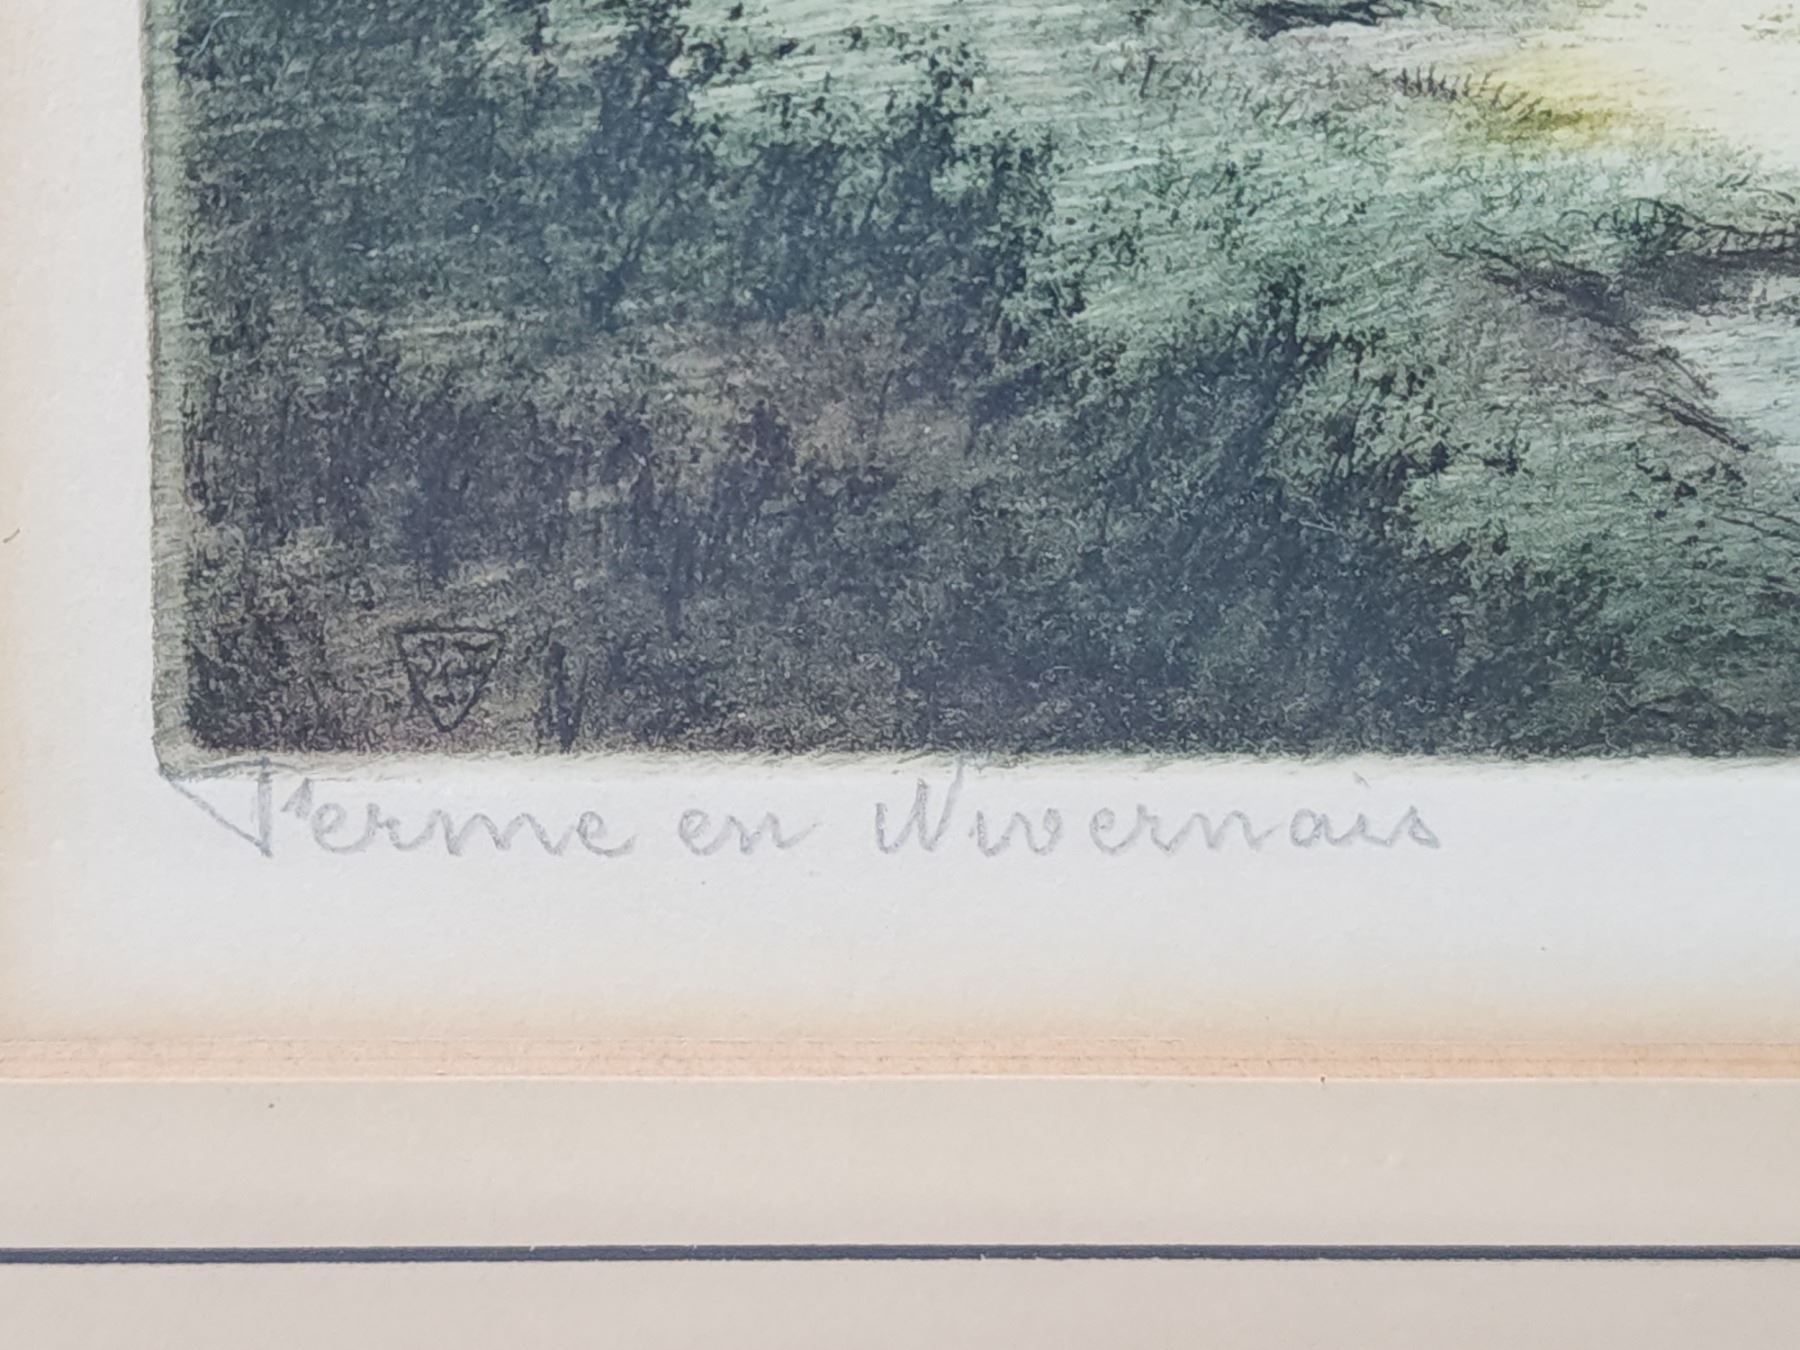 Ferme en Nivernais